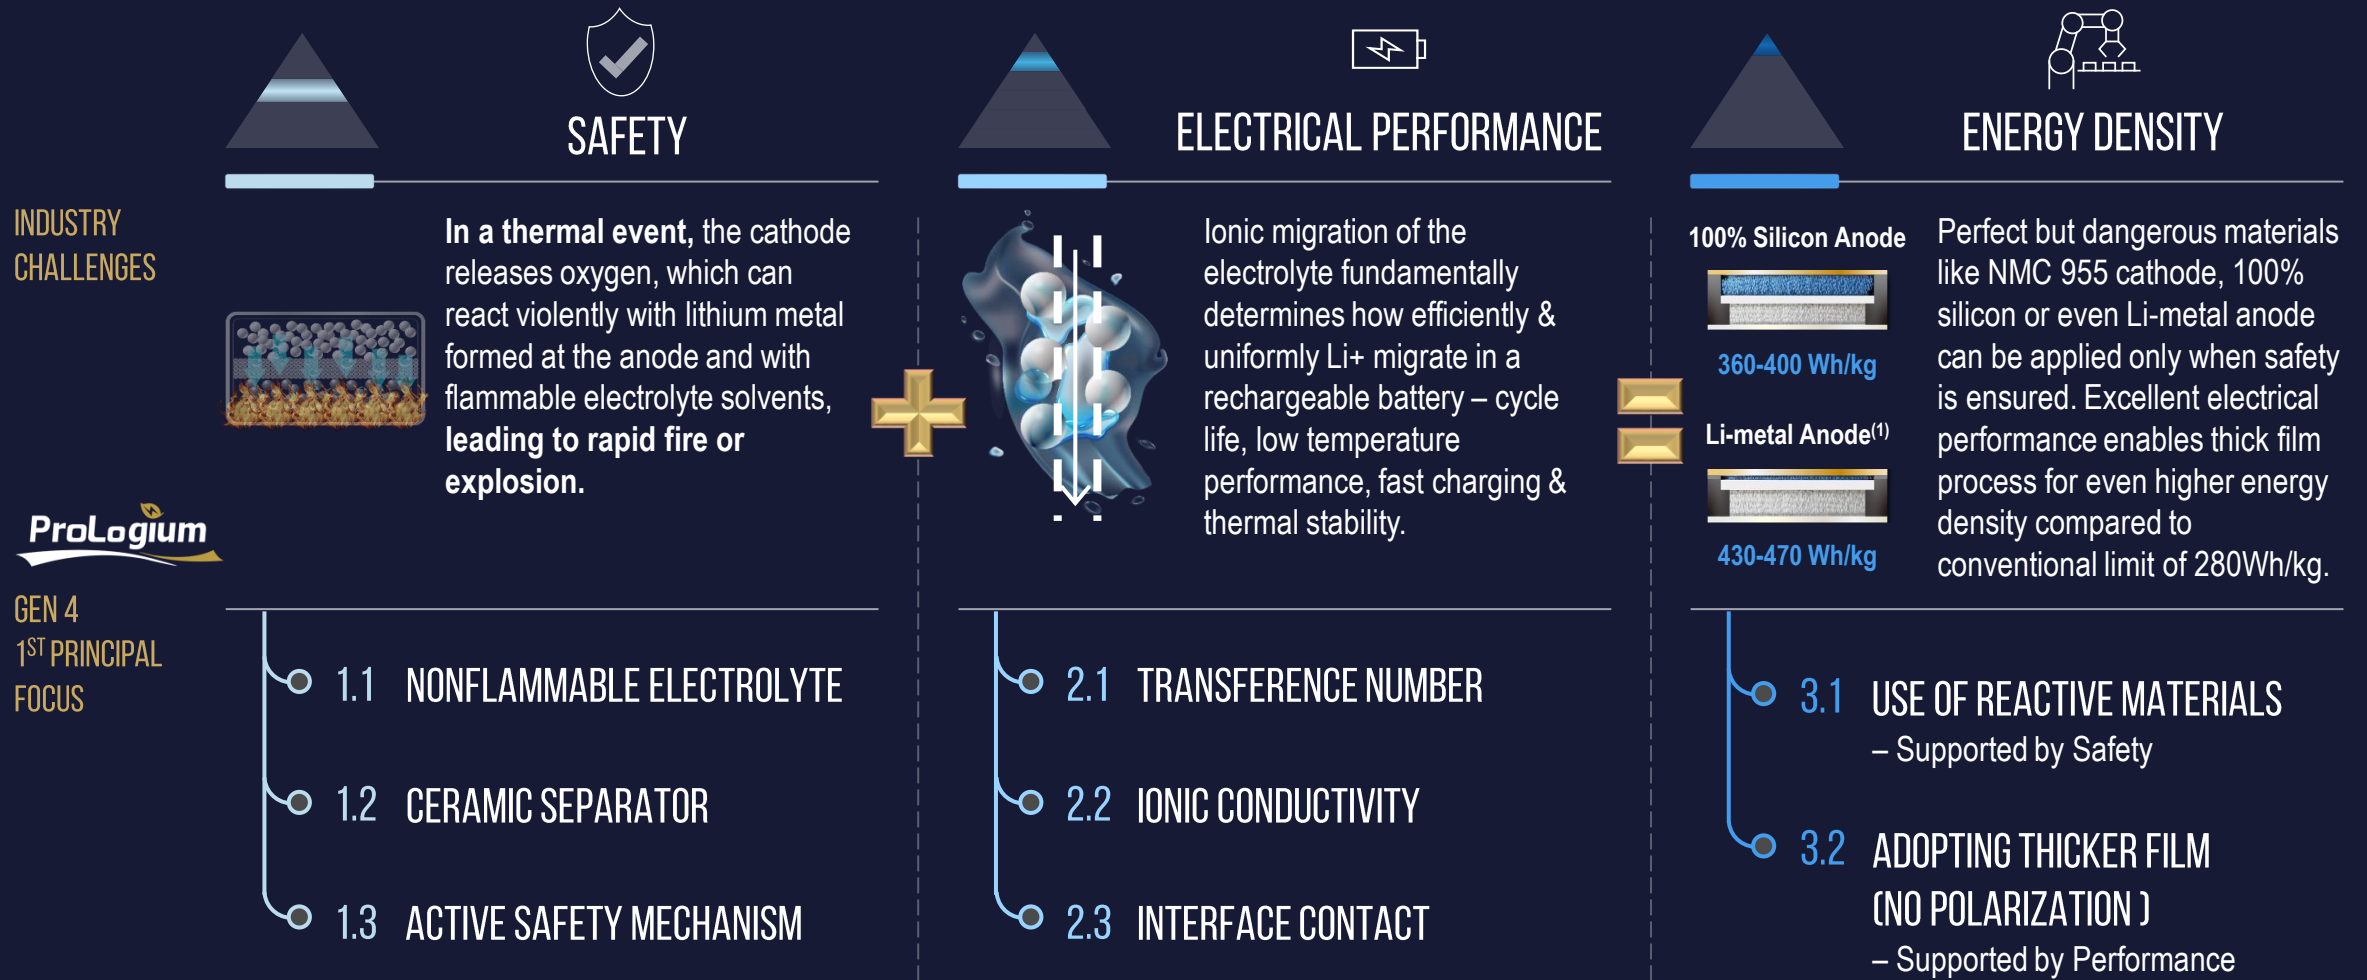 SAFETY
ELECTRICAL PERFORMANCE
ENERGY DENSITY
INDUSTRY
CHALLENGES
In a thermal event, the cathode
releases oxygen, which can
react violently with lithium metal
formed at the anode and with
flammable electrolyte solvents,
leading to rapid fire or
explosion.
Ionic migration of the
electrolyte fundamentally
determines how efficiently &
uniformly Li+ migrate in a
rechargeable battery – cycle
life, low temperature
performance, fast charging &
thermal stability.
100% Silicon Anode
360-400 Wh/kg
Li-metal Anode(1)
430-470 Wh/kg
Perfect but dangerous materials
like NMC 955 cathode, 100%
silicon or even Li-metal anode
can be applied only when safety
is ensured. Excellent electrical
performance enables thick film
process for even higher energy
density compared to
conventional limit of 280Wh/kg.
ProLogium
GEN 4
1ST PRINCIPAL
FOCUS
1.1 NONFLAMMABLE ELECTROLYTE
1.2 CERAMIC SEPARATOR
1.3 ACTIVE SAFETY MECHANISM
2.1 TRANSFERENCE NUMBER
2.2 IONIC CONDUCTIVITY
2.3 INTERFACE CONTACT
3.1 USE OF REACTIVE MATERIALS
– Supported by Safety
3.2 ADOPTING THICKER FILM
(NO POLARIZATION )
– Supported by Performance